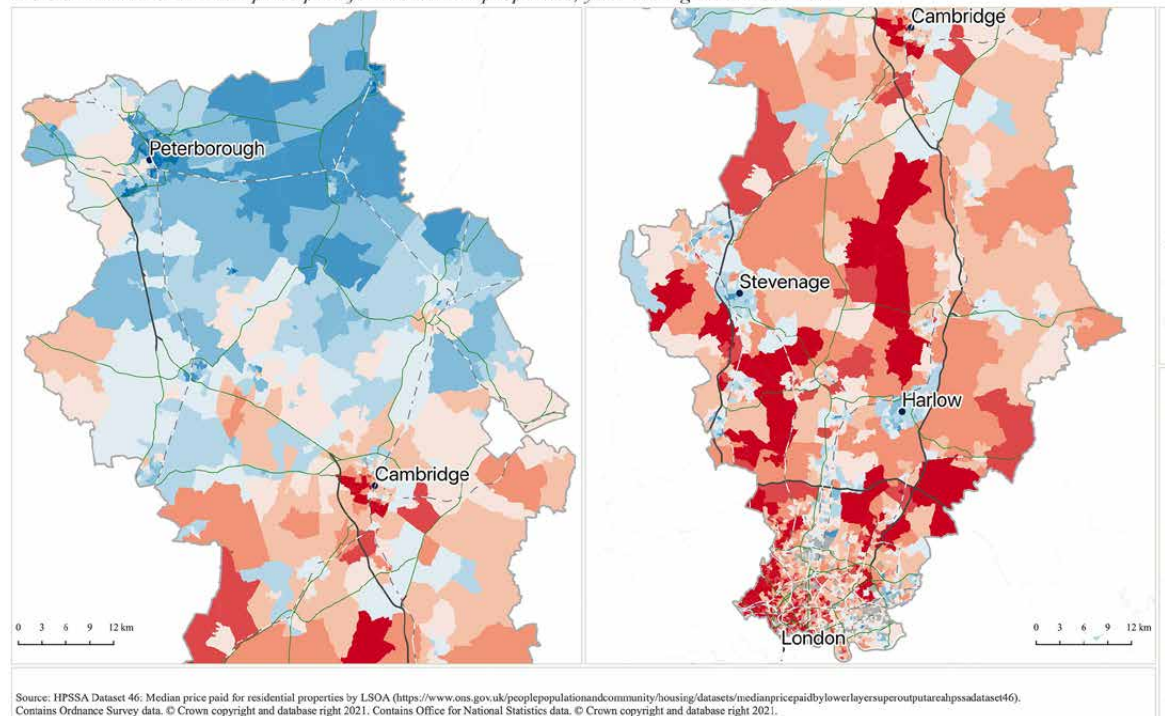 Cambridge
Peterborough
Stevenage
Harlow
Cambridge
London
0 3 6 12 km
0 3 6 12 km
Source: HPSSA Dataset 46: Median price paid for residential properties by LSOA (https://www.ons.gov.uk/peoplepopulationandcommunity/housing/datasets/medianpricepaidbylowerlayersuperoutputareahpssadataset46).
Contains Ordnance Survey data. © Crown copyright and database right 2021. Contains Office for National Statistics data. © Crown copyright and database right 2021.